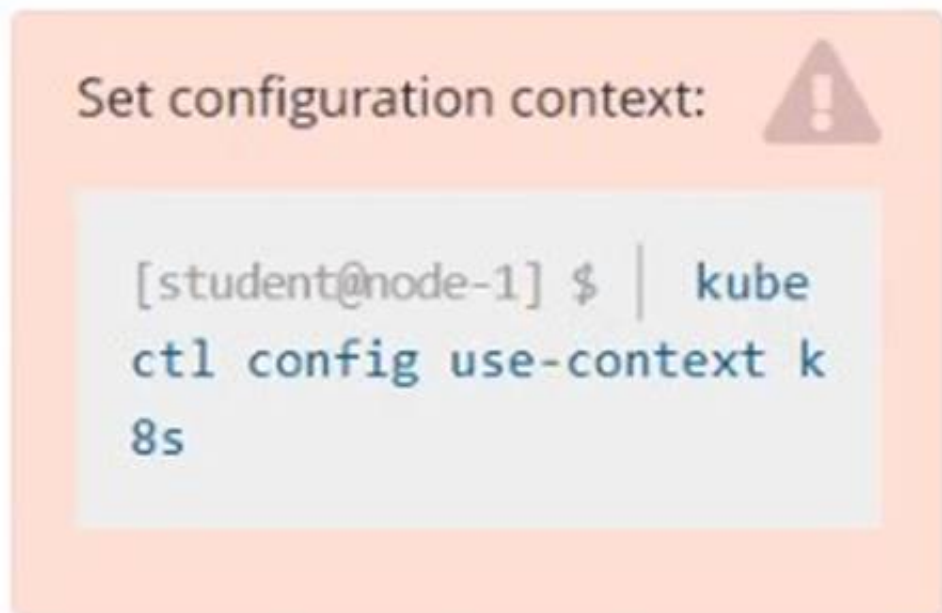 Set configuration context:
[student@node-1] $ | kube
ctl config use-context k
8s